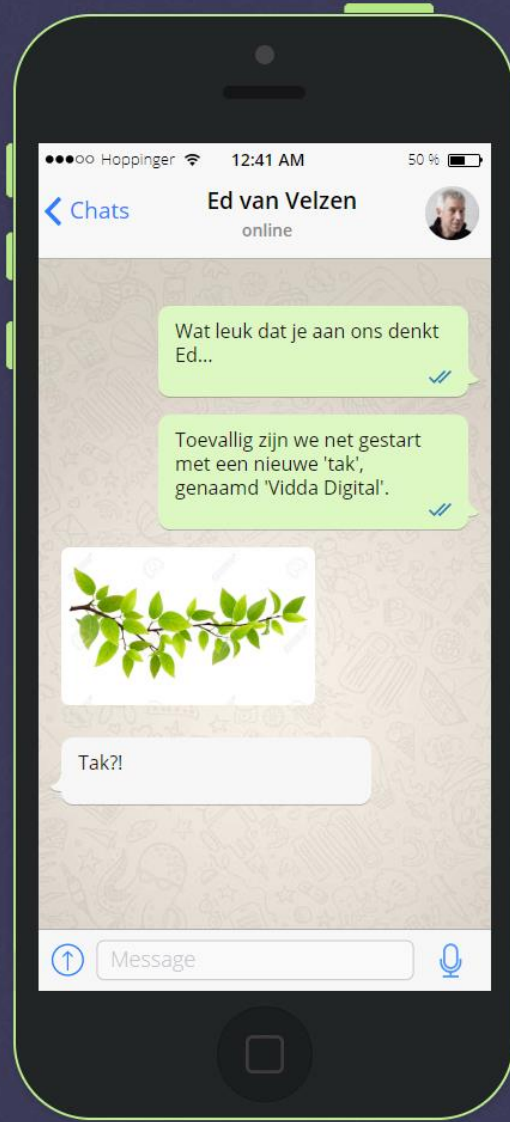 Hoppinger 12:41 AM 50 %
Chats Ed van Velzen
online
Wat leuk dat je aan ons denkt
Ed...
Toevallig zijn we net gestart
met een nieuwe 'tak',
genaamd 'Vidda Digital'.
Tak?!
Message